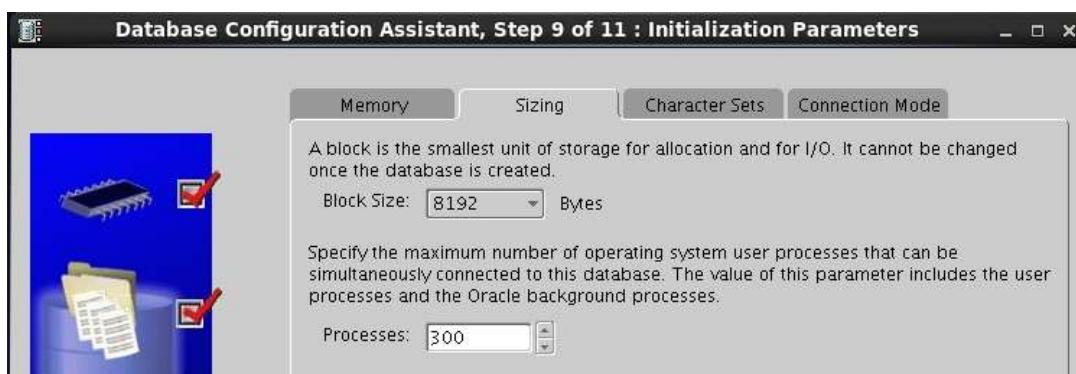 Database Configuration Assistant, Step 9 of 11 : Initialization Parameters
Memory Sizing Character Sets Connection Mode
A block is the smallest unit of storage for allocation and for I/O. It cannot be changed
once the database is created.
Block Size: 8192 Bytes
Specify the maximum number of operating system user processes that can be
simultaneously connected to this database. The value of this parameter includes the user
processes and the Oracle background processes.
Processes: 300